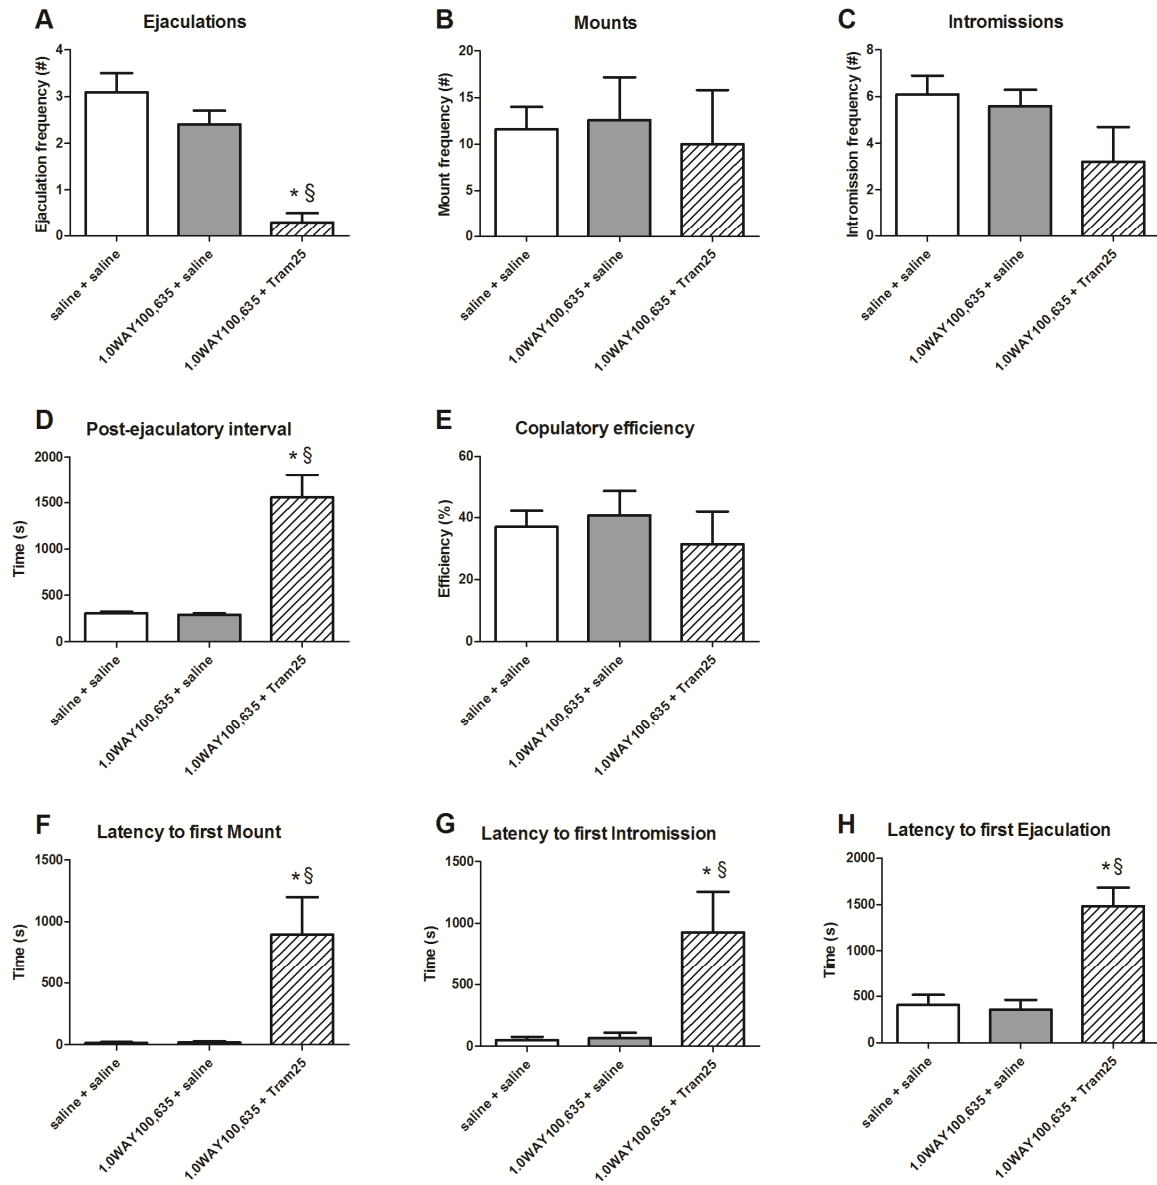 A
Ejaculations
Ejaculation frequency (#)
4
3
2
1
0
* §
saline + saline
1.0WAY100,635 + saline
1.0WAY100,635 + Tram25
B
Mounts
Mount frequency (#)
20
15
10
5
0
saline + saline
1.0WAY100,635 + saline
1.0WAY100,635 + Tram25
C
Intromissions
Intromission frequency (#)
8
6
4
2
0
saline + saline
1.0WAY100,635 + saline
1.0WAY100,635 + Tram25
D
Post-ejaculatory interval
Time (s)
2000
1500
1000
500
0
* §
saline + saline
1.0WAY100,635 + saline
1.0WAY100,635 + Tram25
E
Copulatory efficiency
Efficiency (%)
60
40
20
0
saline + saline
1.0WAY100,635 + saline
1.0WAY100,635 + Tram25
F
Latency to first Mount
Time (s)
1500
1000
500
0
* §
saline + saline
1.0WAY100,635 + saline
1.0WAY100,635 + Tram25
G
Latency to first Intromission
Time (s)
1500
1000
500
0
* §
saline + saline
1.0WAY100,635 + saline
1.0WAY100,635 + Tram25
H
Latency to first Ejaculation
Time (s)
2000
1500
1000
500
0
* §
saline + saline
1.0WAY100,635 + saline
1.0WAY100,635 + Tram25